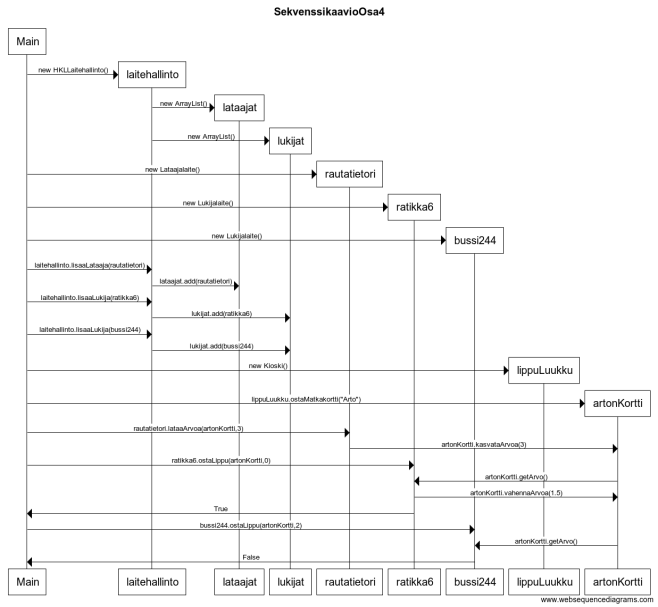 SekvenssikaavioOsa4
Main
new HKLLaitehallinto()
laitehallinto
new ArrayList()
lataajat
new ArrayList()
lukijat
new Lataajalaite()
rautatietori
new Lukijalaite()
ratikka6
new Lukijalaite()
bussi244
laitehallinto.lisaaLataaja(rautatietori)
lataajat.add(rautatietori)
laitehallinto.lisaaLukija(ratikka6)
lukijat.add(ratikka6)
laitehallinto.lisaaLukija(bussi244)
lukijat.add(bussi244)
new Kioski()
lippuLuukku
lippuLuukku.ostaMatkakortti("Arto")
artonKortti
rautatietori.lataaArvoa(artonKortti,3)
artonKortti.kasvataArvoa(3)
ratikka6.ostaLippu(artonKortti,0)
artonKortti.getArvo()
artonKortti.vahennaArvoa(1.5)
True
bussi244.ostaLippu(artonKortti,2)
artonKortti.getArvo()
False
Main laitehallinto lataajat lukijat rautatietori ratikka6 bussi244 lippuLuukku artonKortti
www.websequencediagrams.com